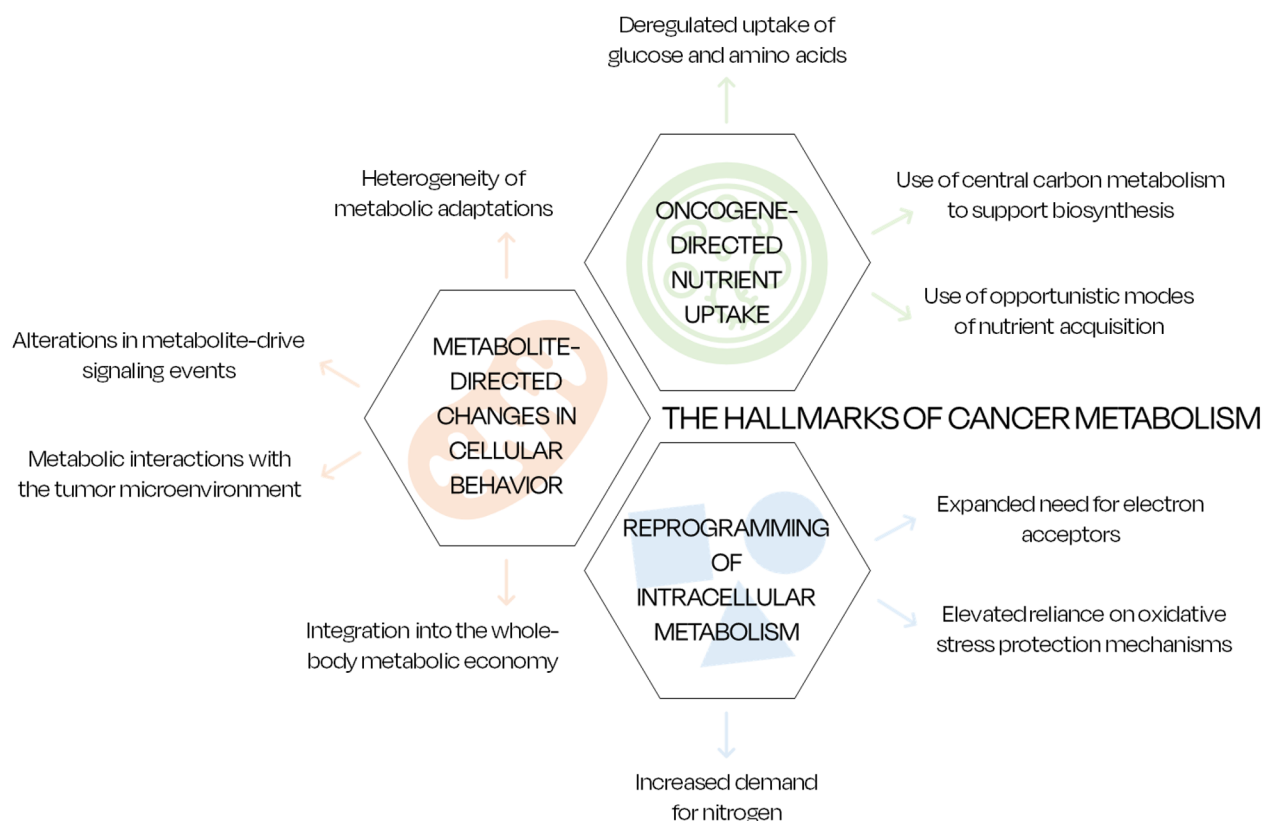 Deregulated uptake of
glucose and amino acids
Heterogeneity of
metabolic adaptations
ONCOGENE-
DIRECTED
NUTRIENT
UPTAKE
Use of central carbon metabolism
to support biosynthesis
Use of opportunistic modes
of nutrient acquisition
Alterations in metabolite-drive
signaling events
METABOLITE-
DIRECTED
CHANGES IN
CELLULAR
BEHAVIOR
THE HALLMARKS OF CANCER METABOLISM
Metabolic interactions with
the tumor microenvironment
REPROGRAMMING
OF
INTRACELLULAR
METABOLISM
Expanded need for electron
acceptors
Elevated reliance on oxidative
stress protection mechanisms
Integration into the whole-
body metabolic economy
Increased demand
for nitrogen